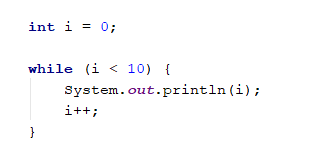 int i = 0;
while (i < 10) {
    System.out.println(i);
    i++;
}